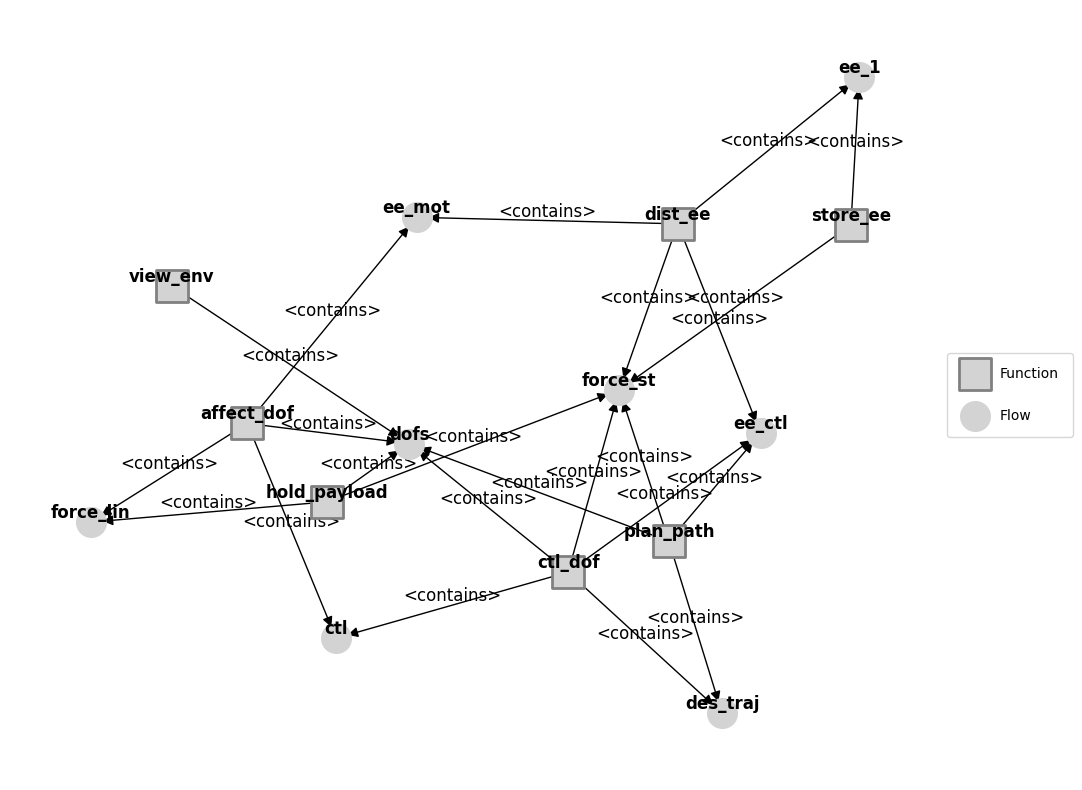 ee_1
<contains>
<contains>
ee_mot
<contains>
dist_ee
store_ee
view_env
<contains>
<contains>
<contains>
<contains>
<contains>
force_st
affect_dof
<contains>
ee_ctl
dofs
<contains>
<contains>
<contains>
<contains>
<contains>
<contains>
<contains>
hold_payload
<contains>
<contains>
<contains>
force_lin
<contains>
plan_path
ctl_dof
<contains>
<contains>
<contains>
ctl
des_traj
Function
Flow